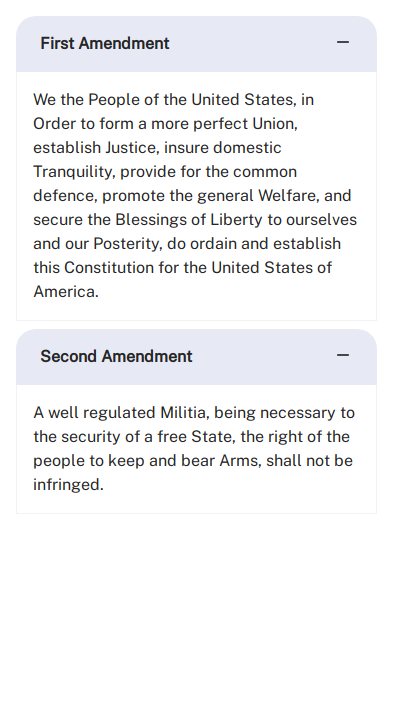 First Amendment
We the People of the United States, in
Order to form a more perfect Union,
establish Justice, insure domestic
Tranquility, provide for the common
defence, promote the general Welfare, and
secure the Blessings of Liberty to ourselves
and our Posterity, do ordain and establish
this Constitution for the United States of
America.
Second Amendment
A well regulated Militia, being necessary to
the security of a free State, the right of the
people to keep and bear Arms, shall not be
infringed.